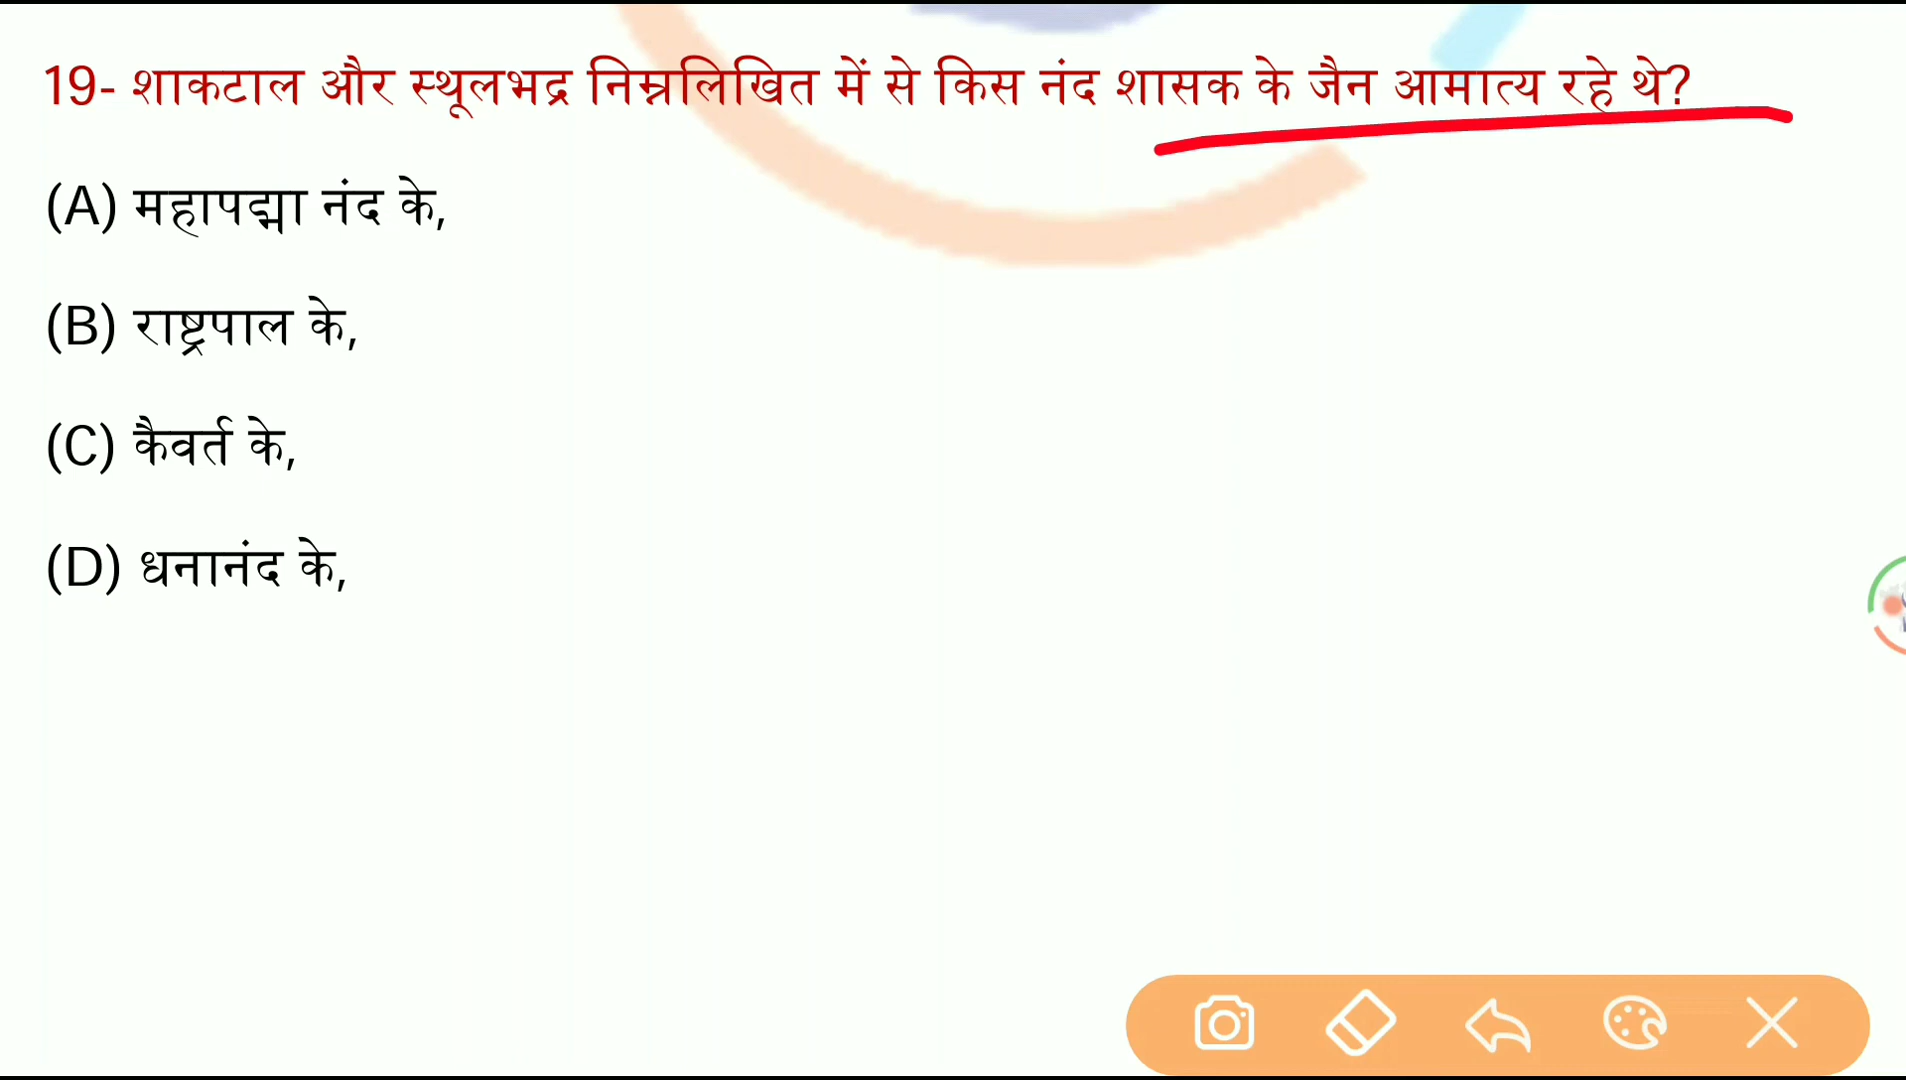 19- शाकटाल और स्थूलभद्र निम्नलिखित में से किस नंद शासक के जैन आमात्य रहे थे?
(A) महापद्मा नंद के,
(B) राष्ट्रपाल के,
(C) कैवर्त के,
(D) धनानंद के,